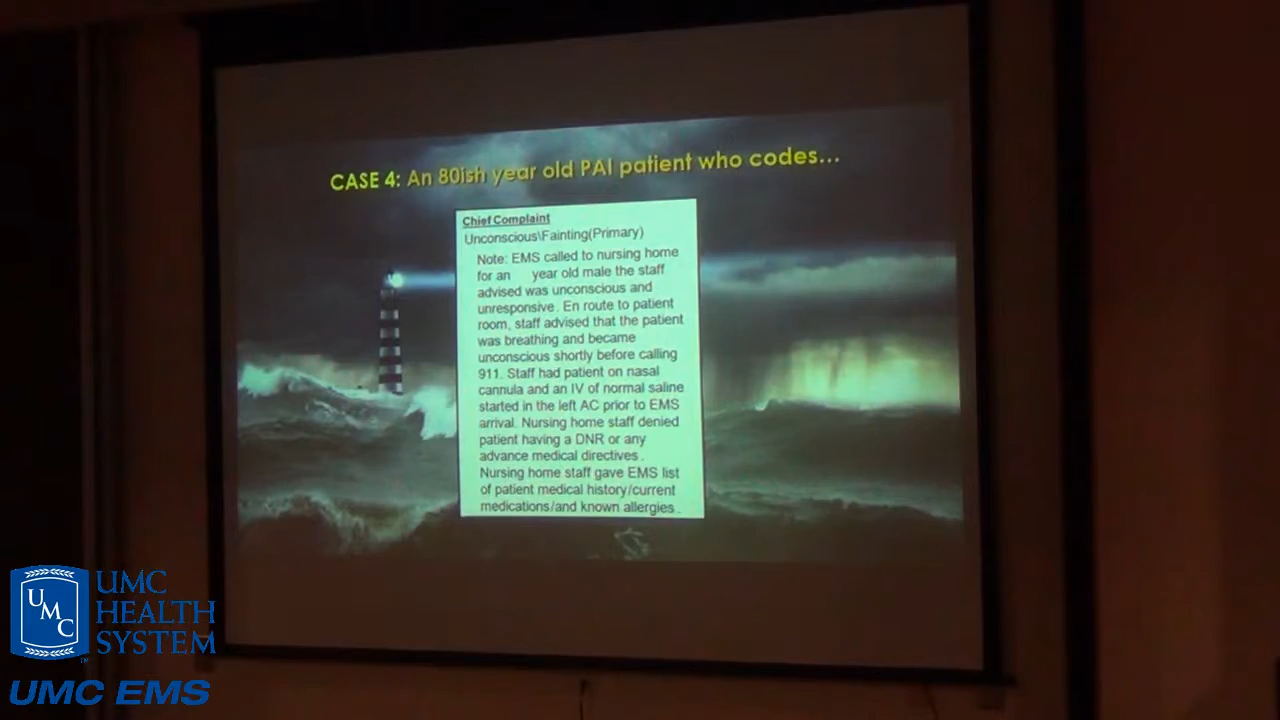 CASE 4: An 80ish year old PAI patient who codes...
Chief Complaint
Unconscious\Fainting(Primary)
Note: EMS called to nursing home
for an year old male the staff
advised was unconscious and
unresponsive. En route to patient
room, staff advised that the patient
was breathing and became
unconscious shortly before calling
911. Staff had patient on nasal
cannula and an IV of normal saline
started in the left AC prior to EMS
arrival. Nursing home staff denied
patient having a DNR or any
advance medical directives.
Nursing home staff gave EMS list
of patient medical history/current
medications/and known allergies.
UMC
UMC
HEALTH
SYSTEM
TM
UMC EMS